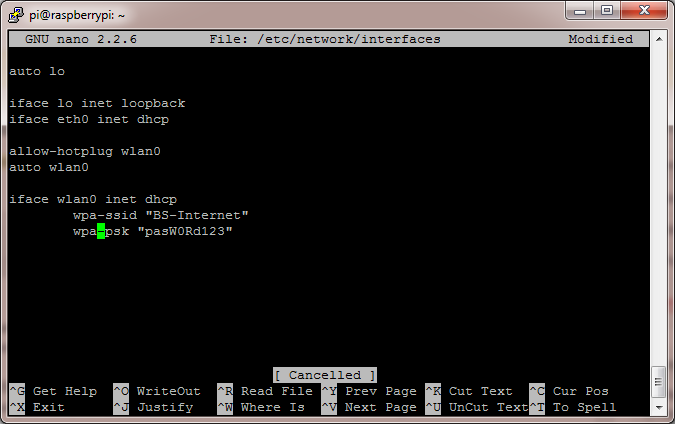 pi@raspberrypi: ~
GNU nano 2.2.6 File: /etc/network/interfaces Modified
auto lo
iface lo inet loopback
iface eth0 inet dhcp
allow-hotplug wlan0
auto wlan0
iface wlan0 inet dhcp
wpa-ssid "BS-Internet"
wpa-psk "pasW0Rd123"
[ Cancelled ]
^G Get Help ^O WriteOut ^R Read File ^Y Prev Page ^K Cut Text ^C Cur Pos
^X Exit ^J Justify ^W Where Is ^V Next Page ^U UnCut Text ^T To Spell